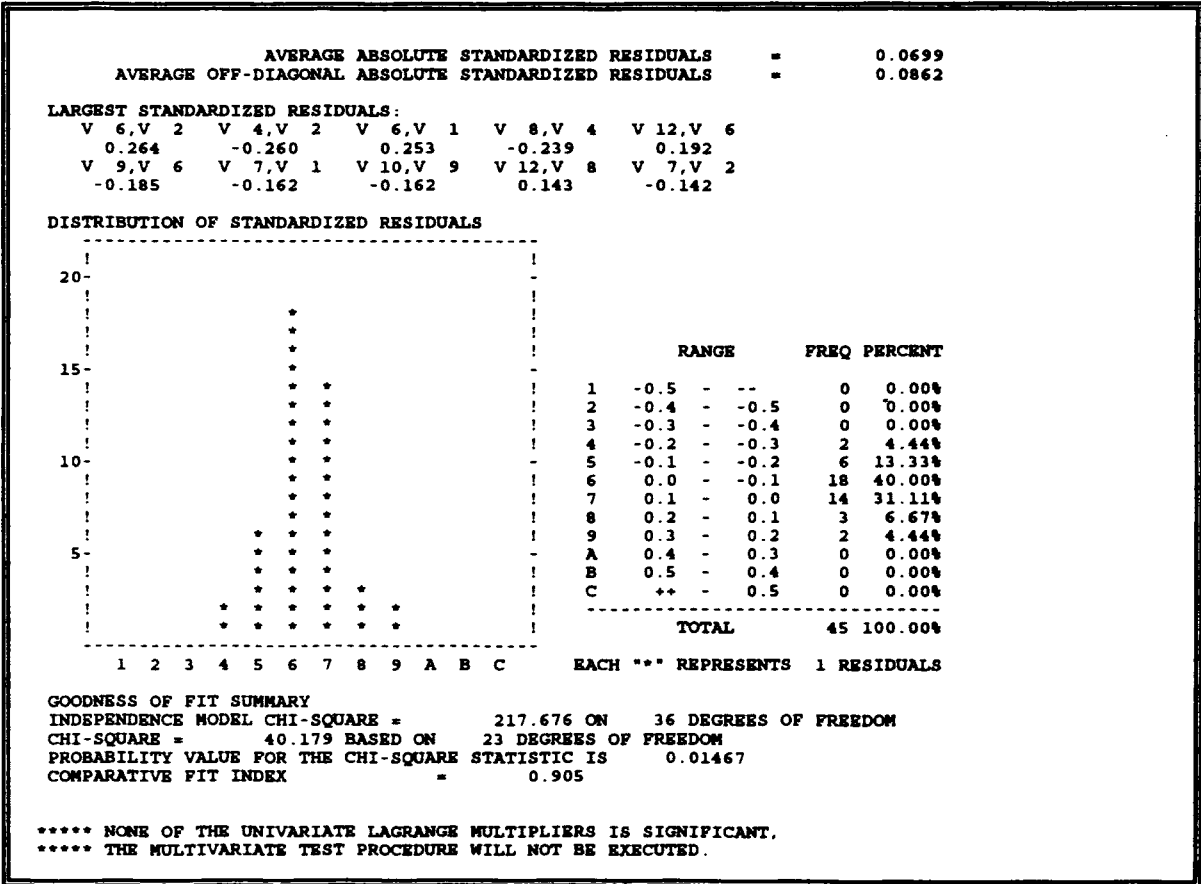 AVERAGE ABSOLUTE STANDARDIZED RESIDUALS = 0.0699
AVERAGE OFF-DIAGONAL ABSOLUTE STANDARDIZED RESIDUALS = 0.0862
LARGEST STANDARDIZED RESIDUALS:
V 6,V 2 V 4,V 2 V 6,V 1 V 8,V 4 V 12,V 6
0.264 -0.260 0.253 -0.239 0.192
V 9,V 6 V 7,V 1 V 10,V 9 V 12,V 8 V 7,V 2
-0.185 -0.162 -0.162 0.143 -0.142
DISTRIBUTION OF STANDARDIZED RESIDUALS
----------------------------------------
! !
20- -
! !
! * !
! * !
! * ! RANGE FREQ PERCENT
15- * -
! * * ! 1 -0.5 - -- 0 0.00%
! * * ! 2 -0.4 - -0.5 0 0.00%
! * * ! 3 -0.3 - -0.4 0 0.00%
! * * ! 4 -0.2 - -0.3 2 4.44%
10- * * - 5 -0.1 - -0.2 6 13.33%
! * * ! 6 0.0 - -0.1 18 40.00%
! * * ! 7 0.1 - 0.0 14 31.11%
! * * ! 8 0.2 - 0.1 3 6.67%
! * * * ! 9 0.3 - 0.2 2 4.44%
5- * * * - A 0.4 - 0.3 0 0.00%
! * * * ! B 0.5 - 0.4 0 0.00%
! * * * * ! C ++ - 0.5 0 0.00%
! * * * * * * ! -------------------------------
! * * * * * * ! TOTAL 45 100.00%
----------------------------------------
1 2 3 4 5 6 7 8 9 A B C EACH "*" REPRESENTS 1 RESIDUALS
GOODNESS OF FIT SUMMARY
INDEPENDENCE MODEL CHI-SQUARE = 217.676 ON 36 DEGREES OF FREEDOM
CHI-SQUARE = 40.179 BASED ON 23 DEGREES OF FREEDOM
PROBABILITY VALUE FOR THE CHI-SQUARE STATISTIC IS 0.01467
COMPARATIVE FIT INDEX = 0.905
***** NONE OF THE UNIVARIATE LAGRANGE MULTIPLIERS IS SIGNIFICANT,
***** THE MULTIVARIATE TEST PROCEDURE WILL NOT BE EXECUTED.